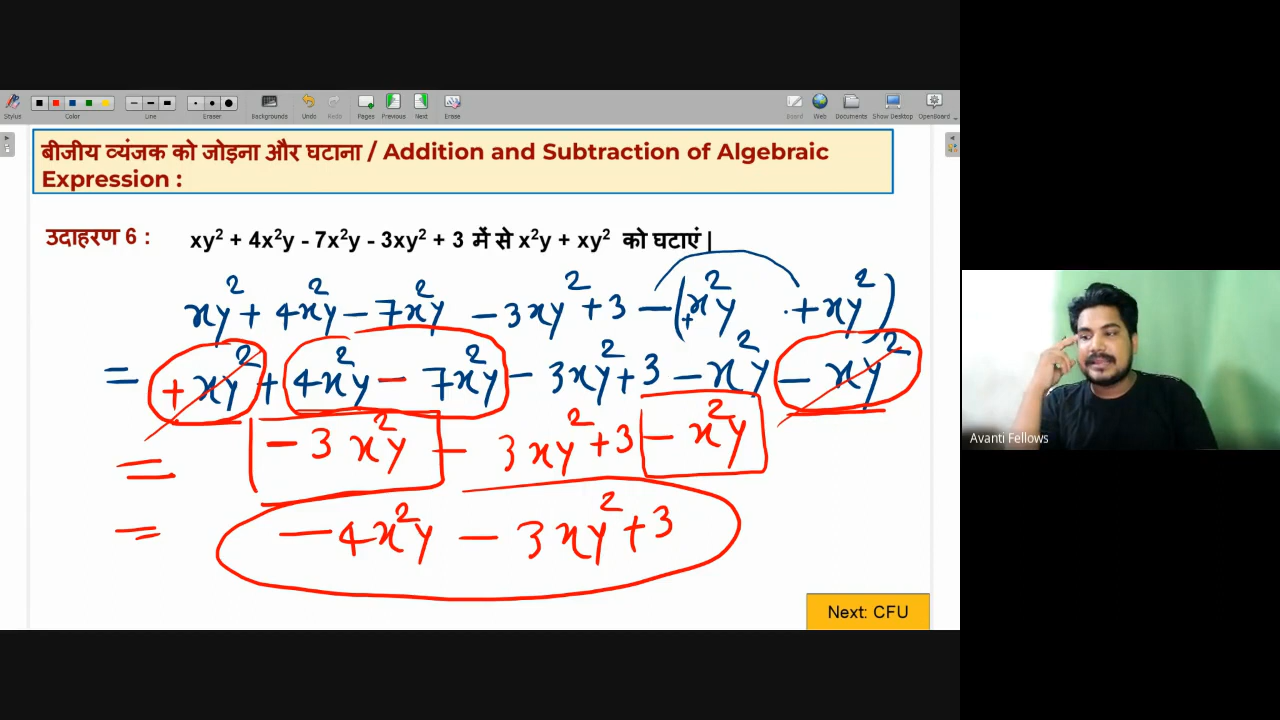 Stylus Color Line Eraser Backgrounds Undo Redo Pages Previous Next Erase Board Web Documents Show Desktop OpenBoard
बीजीय व्यंजक को जोड़ना और घटाना / Addition and Subtraction of Algebraic
Expression :
उदाहरण 6 : xy² + 4x²y - 7x²y - 3xy² + 3 में से x²y + xy² को घटाएं |
xy² + 4x²y − 7x²y − 3xy² + 3 − (+x²y + xy²)
= + xy² + 4x²y − 7x²y − 3xy² + 3 − x²y − xy²
= − 3x²y − 3xy² + 3 − x²y
= − 4x²y − 3xy² + 3
Next: CFU
Avanti Fellows